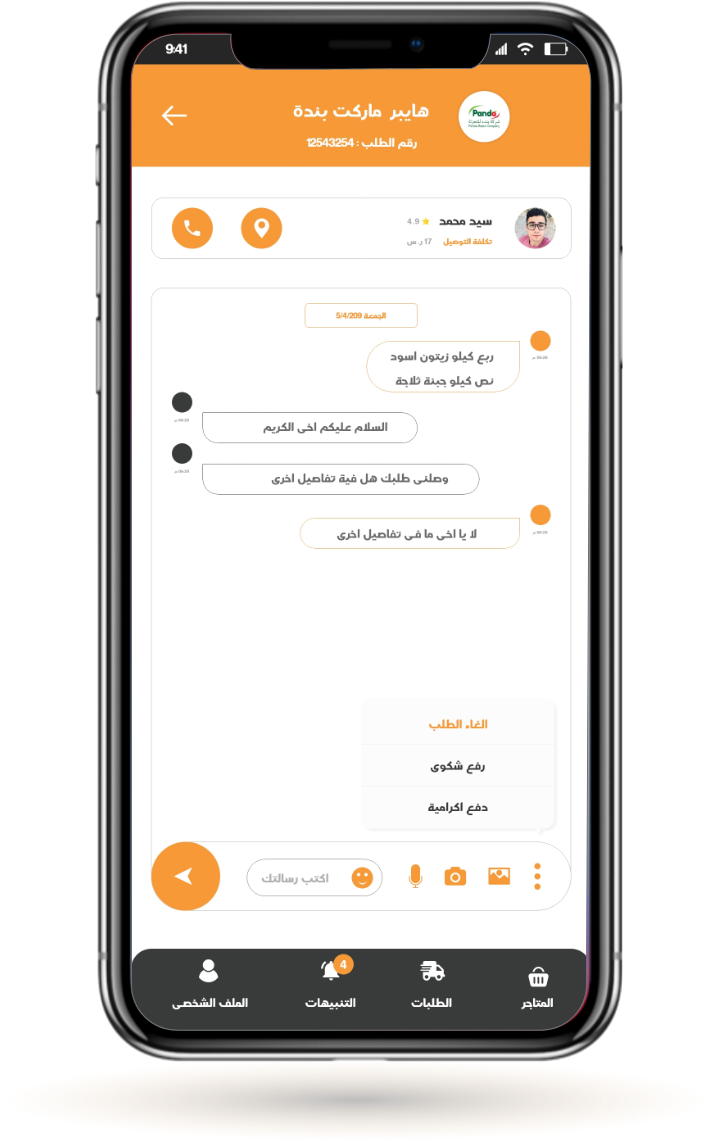 9:41
هايبر ماركت بندة
Panda
رقم الطلب : 12543254
سيد محمد
4.9
تكلفة التوصيل
17 ر.س
الجمعة 5/4/209
ربع كيلو زيتون اسود
نص كيلو جبنة ثلاجة
السلام عليكم اخى الكريم
وصلنى طلبك هل فية تفاصيل اخرى
لا يا اخى ما فى تفاصيل اخرى
الغاء الطلب
رفع شكوى
دفع اكرامية
اكتب رسالتك
المتاجر
الطلبات
4
التنبيهات
الملف الشخصى